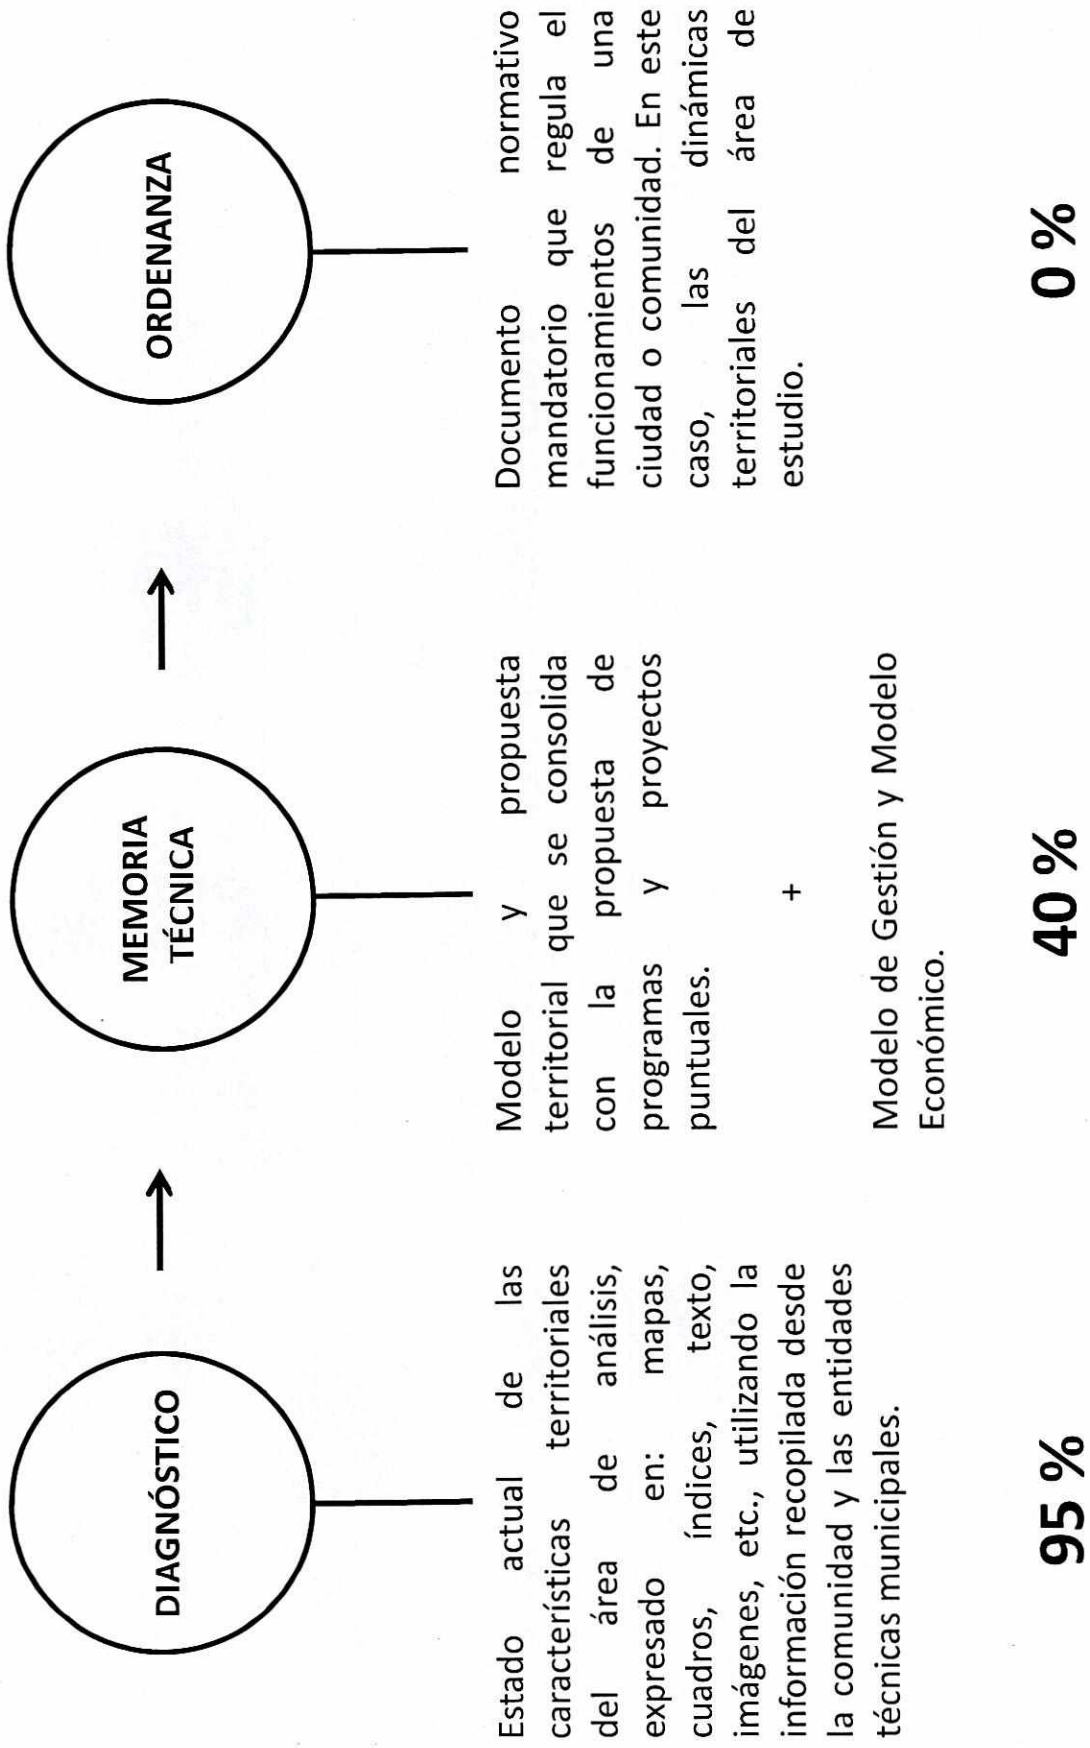 DIAGNÓSTICO
Estado actual de las
características territoriales
del área de análisis,
expresado en: mapas,
cuadros, índices, texto,
imágenes, etc., utilizando la
información recopilada desde
la comunidad y las entidades
técnicas municipales.
95 %
MEMORIA
TÉCNICA
Modelo y propuesta
territorial que se consolida
con la propuesta de
programas y proyectos
puntuales.
+
Modelo de Gestión y Modelo
Económico.
40 %
ORDENANZA
Documento normativo
mandatorio que regula el
funcionamientos de una
ciudad o comunidad. En este
caso, las dinámicas
territoriales del área de
estudio.
0 %